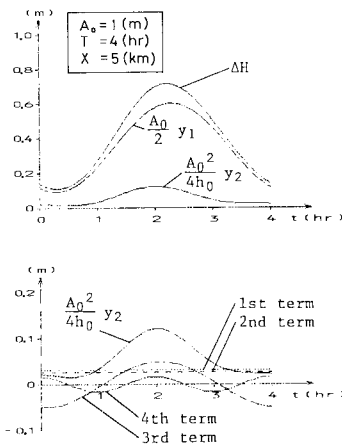 (m)
A₀ = 1 (m)
T = 4 (hr)
X = 5 (km)
1,0
0,8
0,6
0,4
0,2
0
ΔH
A₀/2 y₁
A₀²/4h₀ y₂
0 1 2 3 4 t(hr)
(m)
0,2
0,1
0
-0,1
A₀²/4h₀ y₂
1st term
2nd term
1 2 3 4 t (hr)
4th term
3rd term